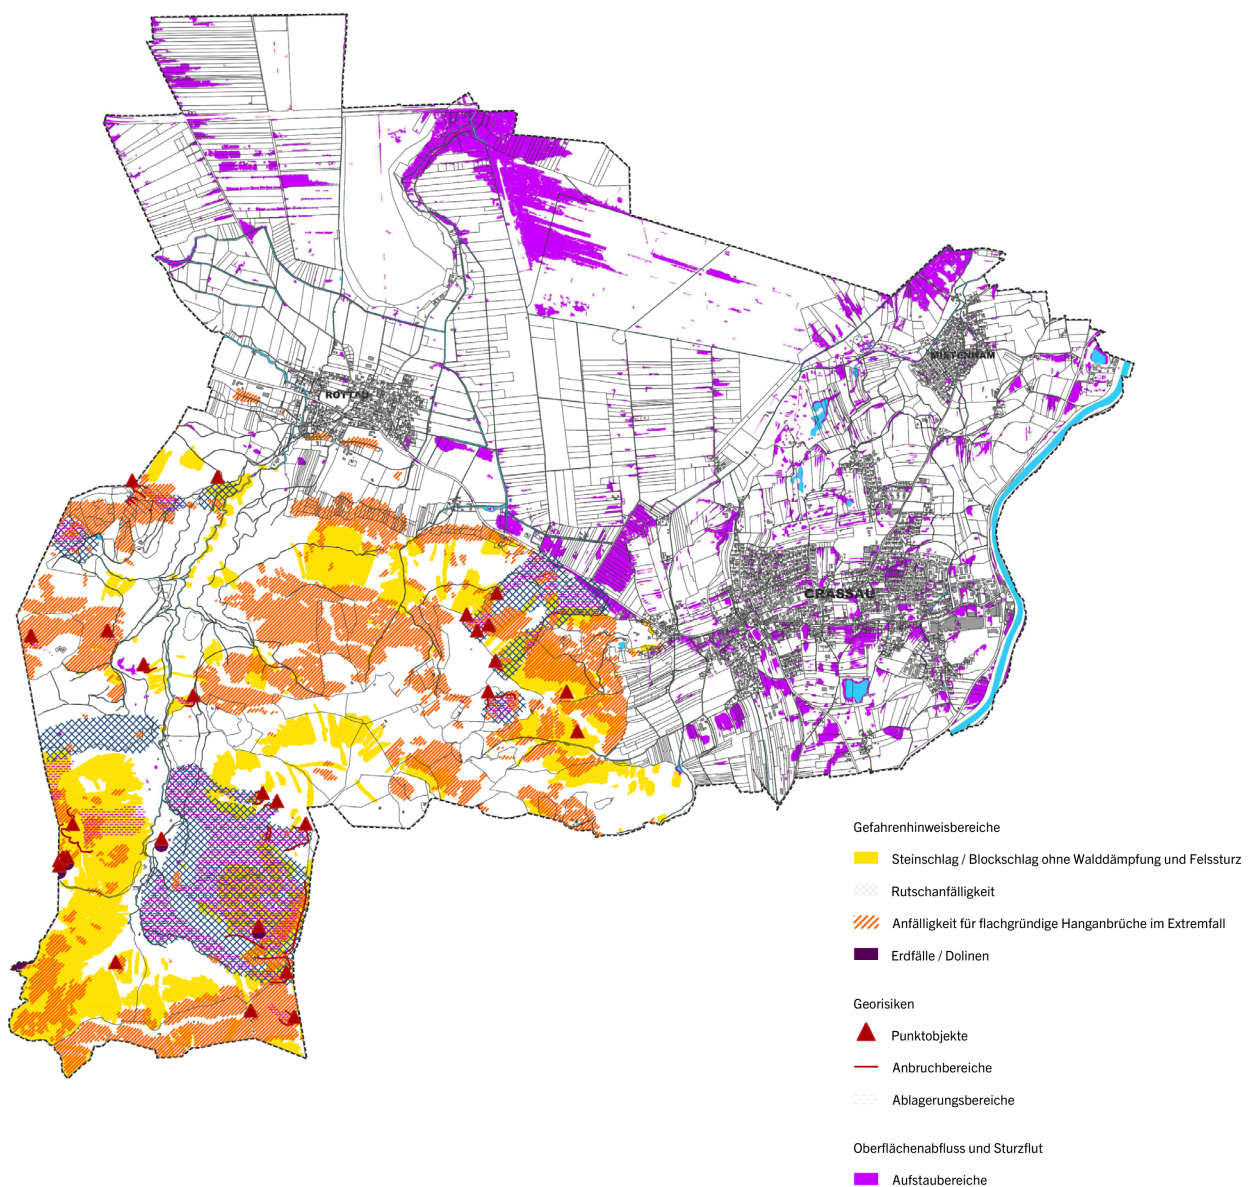 MIETENHAM
ROTTAU
GRASSAU
Gefahrenhinweisbereiche
Steinschlag / Blockschlag ohne Walddämpfung und Felssturz
Rutschanfälligkeit
Anfälligkeit für flachgründige Hanganbrüche im Extremfall
Erdfälle / Dolinen
Georisiken
Punktobjekte
Anbruchbereiche
Ablagerungsbereiche
Oberflächenabfluss und Sturzflut
Aufstaubereiche